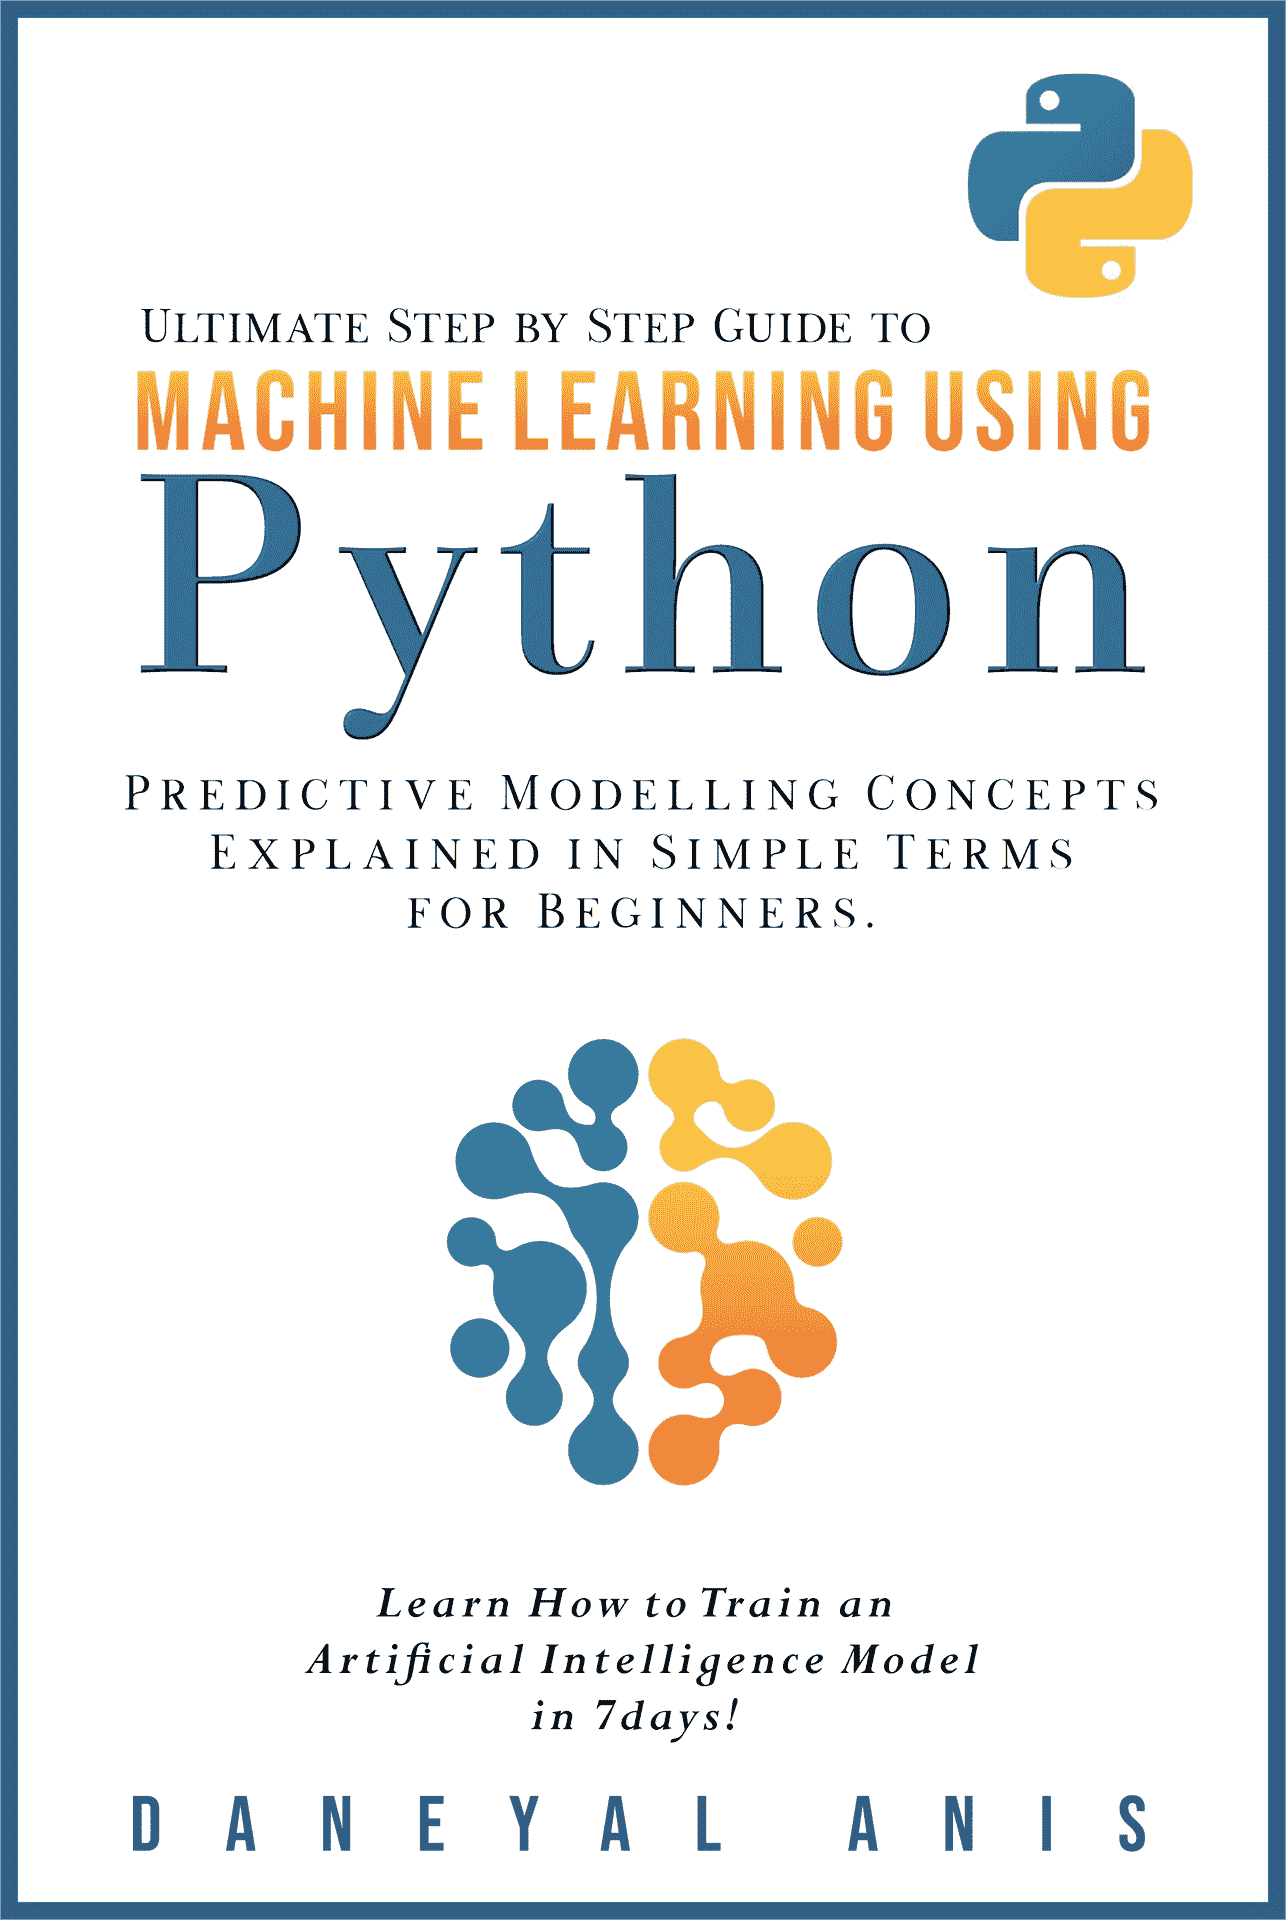 Ultimate Step by Step Guide to
MACHINE LEARNING USING
Python
Predictive Modelling Concepts
Explained in Simple Terms
for Beginners.
Learn How to Train an
Artificial Intelligence Model
in 7days!
DANEYAL ANIS